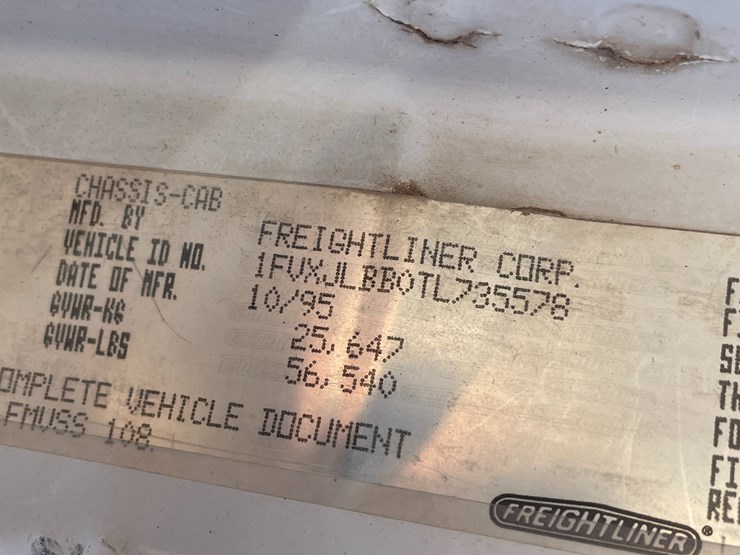 CHASSIS-CAB
MFD. BY FREIGHTLINER CORP.
VEHICLE ID NO. 1FVXJLBB0TL735578
DATE OF MFR. 10/95
GVWR-KG 25,647
GVWR-LBS 56,540
OMPLETE VEHICLE DOCUMENT
FMVSS 108.
FREIGHTLINER®